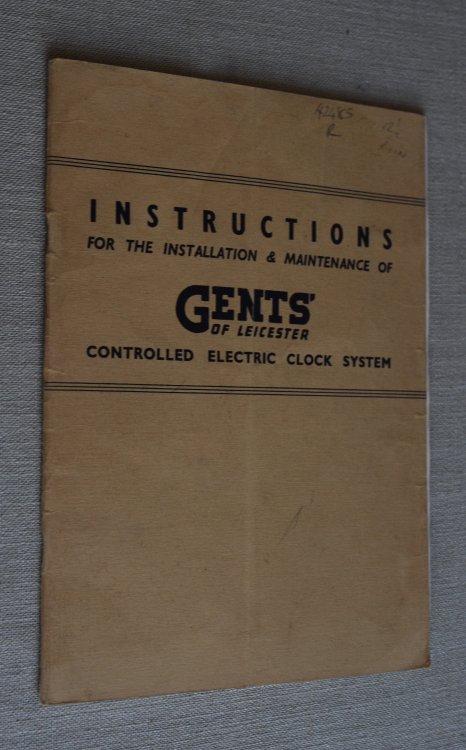 INSTRUCTIONS
FOR THE INSTALLATION & MAINTENANCE OF
GENTS'
OF LEICESTER
CONTROLLED ELECTRIC CLOCK SYSTEM